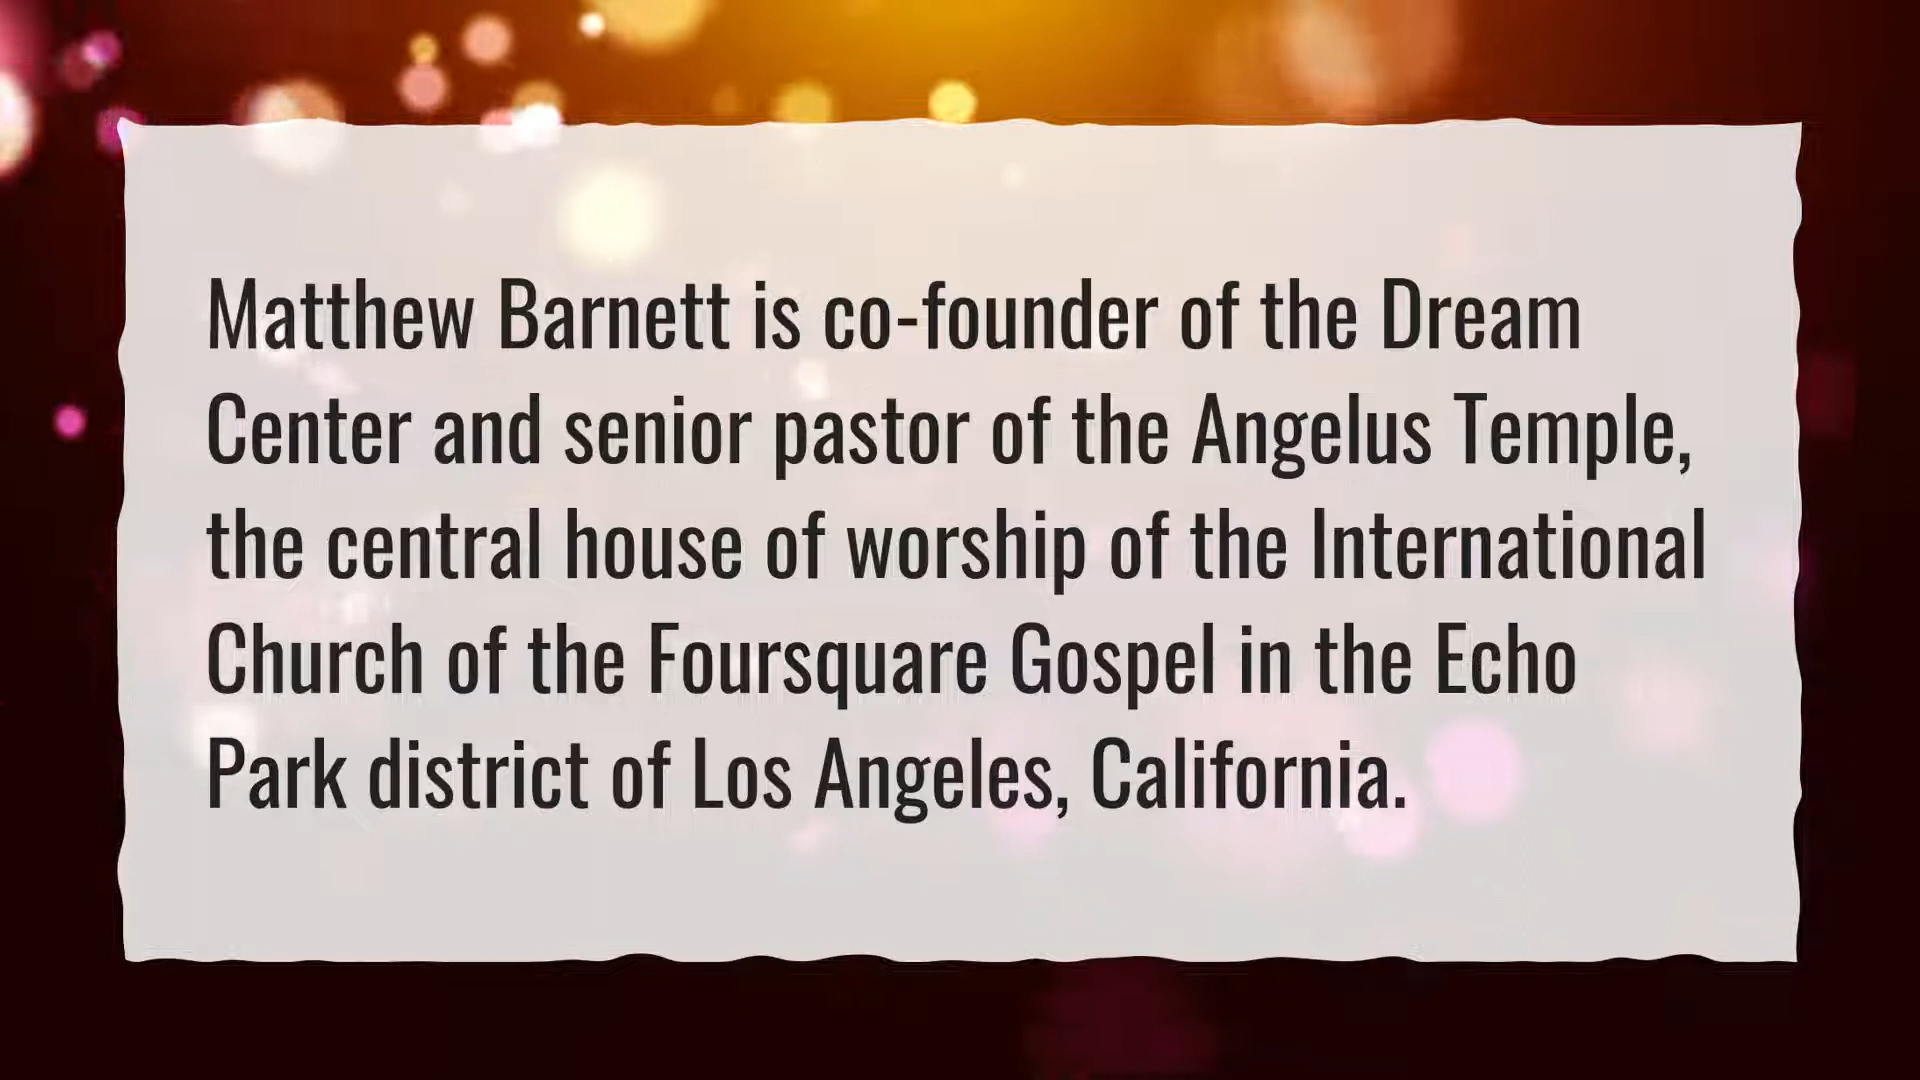 Matthew Barnett is co-founder of the Dream
Center and senior pastor of the Angelus Temple,
the central house of worship of the International
Church of the Foursquare Gospel in the Echo
Park district of Los Angeles, California.